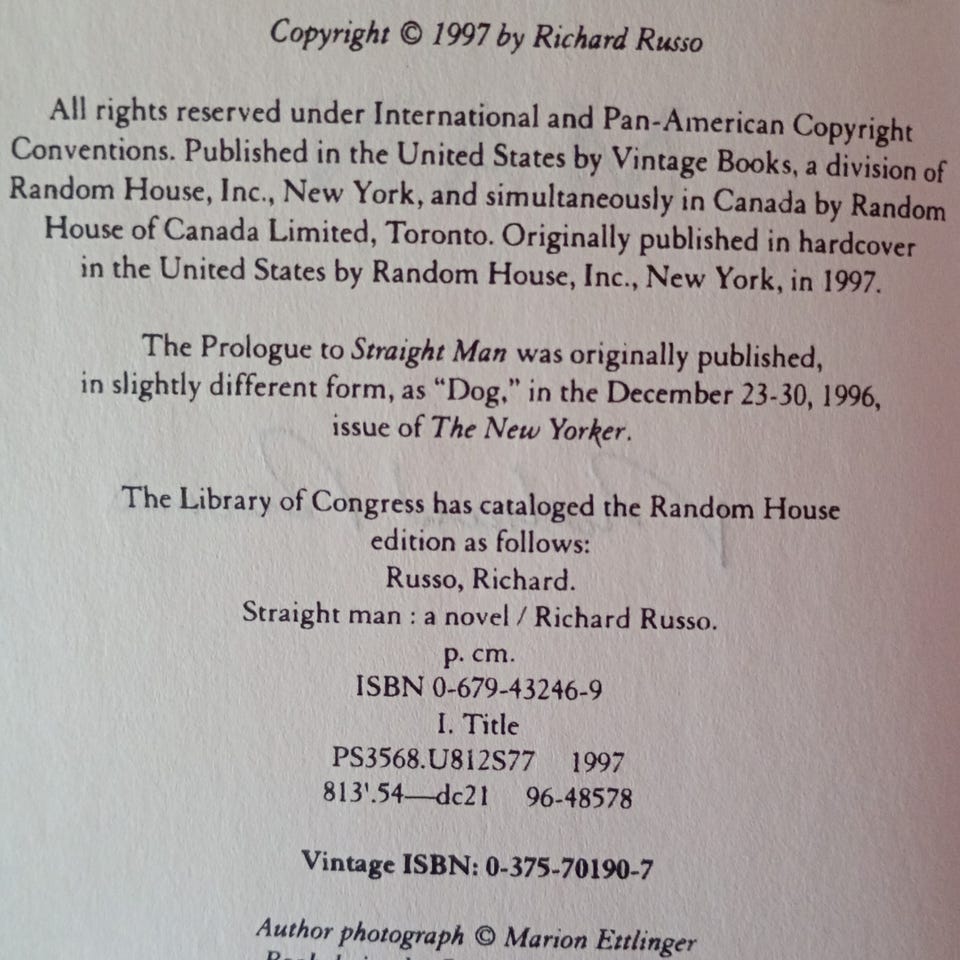 Copyright © 1997 by Richard Russo
All rights reserved under International and Pan-American Copyright
Conventions. Published in the United States by Vintage Books, a division of
Random House, Inc., New York, and simultaneously in Canada by Random
House of Canada Limited, Toronto. Originally published in hardcover
in the United States by Random House, Inc., New York, in 1997.
The Prologue to Straight Man was originally published,
in slightly different form, as “Dog,” in the December 23-30, 1996,
issue of The New Yorker.
The Library of Congress has cataloged the Random House
edition as follows:
Russo, Richard.
Straight man : a novel / Richard Russo.
p. cm.
ISBN 0-679-43246-9
I. Title
PS3568.U812S77 1997
813'.54—dc21 96-48578
Vintage ISBN: 0-375-70190-7
Author photograph © Marion Ettlinger